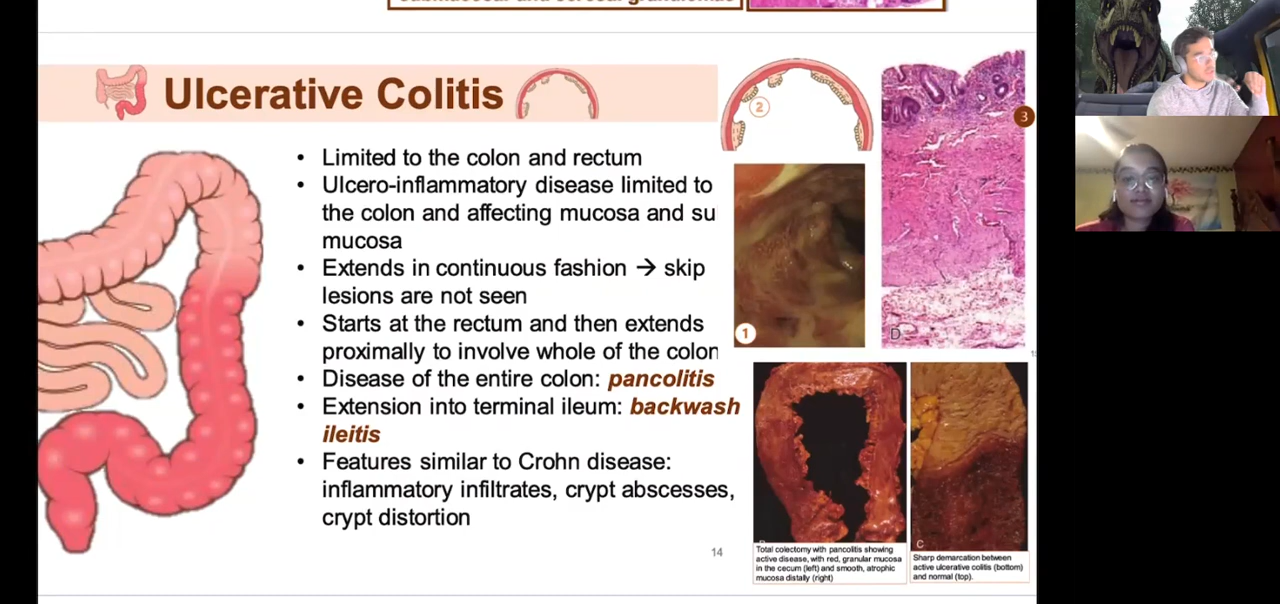 submucosal and serosal granulomas
Ulcerative Colitis
• Limited to the colon and rectum
• Ulcero-inflammatory disease limited to
the colon and affecting mucosa and su
mucosa
• Extends in continuous fashion → skip
lesions are not seen
• Starts at the rectum and then extends
proximally to involve whole of the colon
• Disease of the entire colon: pancolitis
• Extension into terminal ileum: backwash
ileitis
• Features similar to Crohn disease:
inflammatory infiltrates, crypt abscesses,
crypt distortion
14
2
3
1
D
C
Total colectomy with pancolitis showing
active disease, with red, granular mucosa
in the cecum (left) and smooth, atrophic
mucosa distally (right)
Sharp demarcation between
active ulcerative colitis (bottom)
and normal (top).